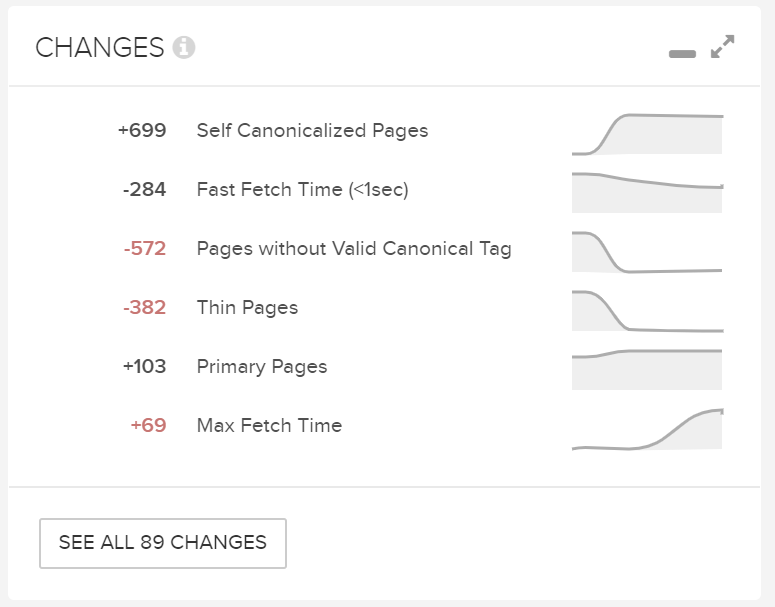 CHANGES
+699 Self Canonicalized Pages
-284 Fast Fetch Time (<1sec)
-572 Pages without Valid Canonical Tag
-382 Thin Pages
+103 Primary Pages
+69 Max Fetch Time
SEE ALL 89 CHANGES